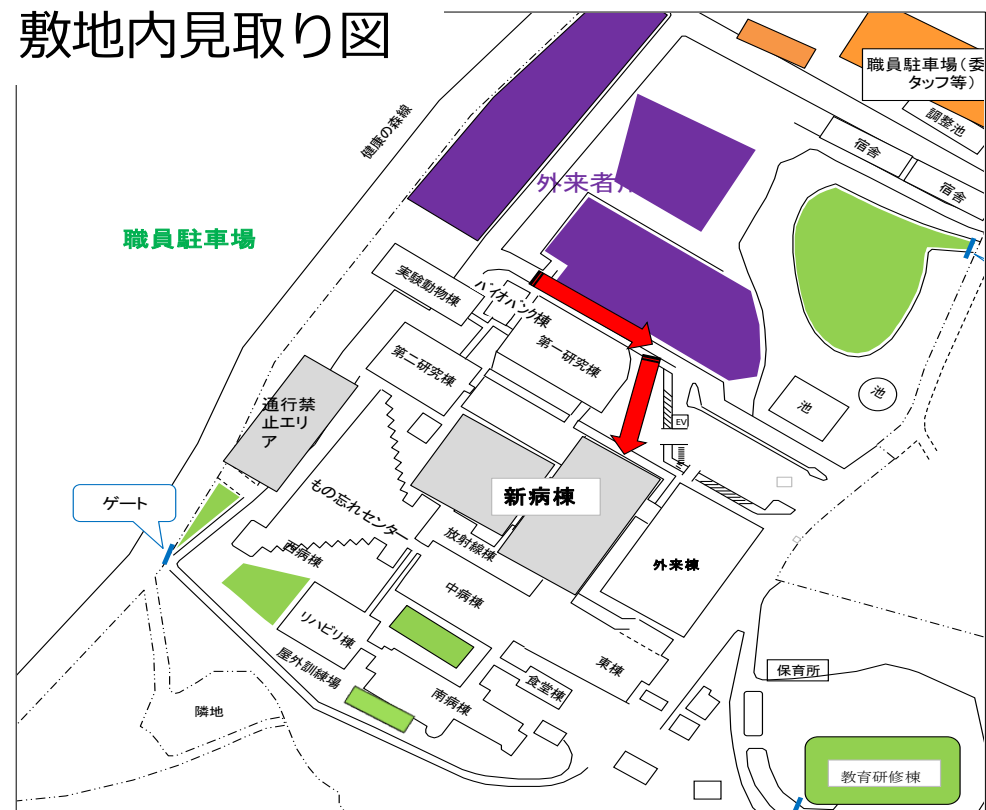 敷地内見取り図
職員駐車場（委
タッフ等）
調整池
健康の森線
宿舎
宿舎
外来者
職員駐車場
実験動物棟
バイオバンク棟
第一研究棟
第二研究棟
池
池
通行禁
止エリ
ア
EV
新病棟
ゲート
もの忘れセンター
放射線棟
西病棟
外来棟
中病棟
リハビリ棟
東棟
保育所
屋外訓練場
食堂棟
南病棟
隣地
教育研修棟